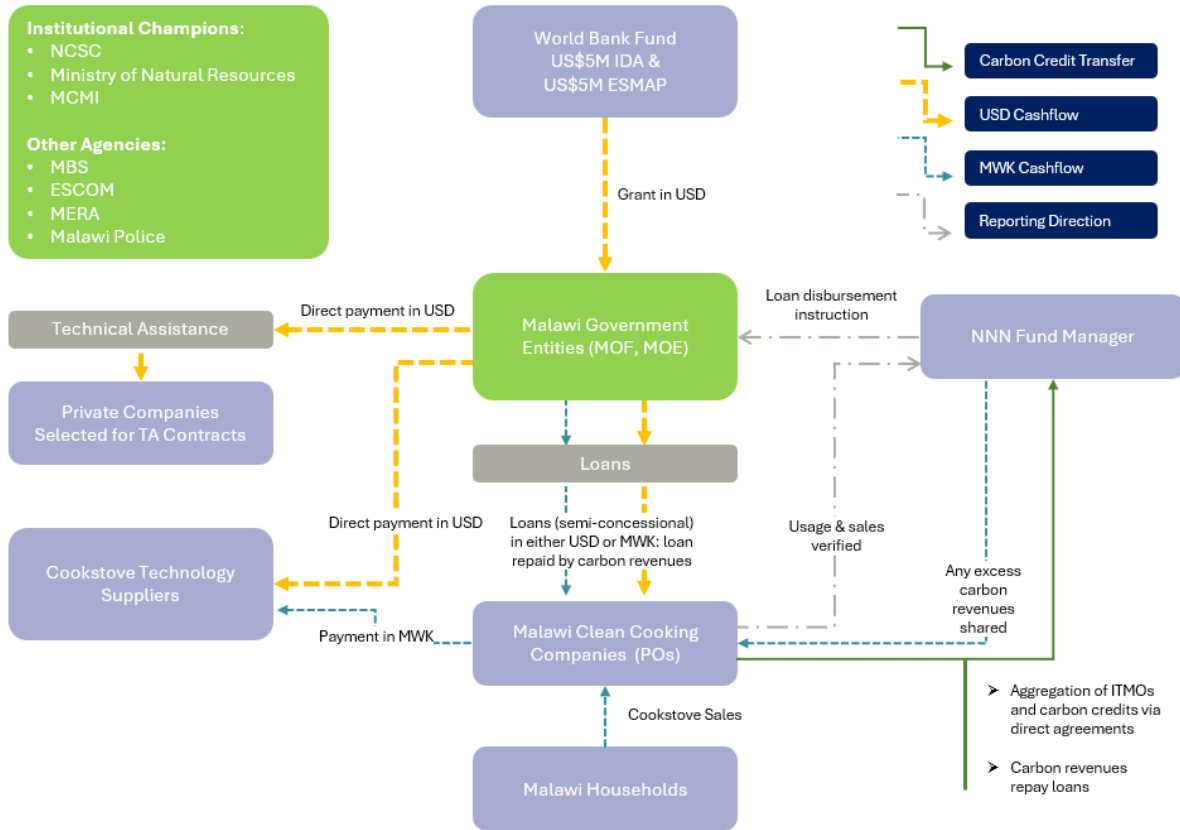 Institutional Champions:
• NCSC
• Ministry of Natural Resources
• MCMI
Other Agencies:
• MBS
• ESCOM
• MERA
• Malawi Police
World Bank Fund
US$5M IDA &
US$5M ESMAP
Carbon Credit Transfer
USD Cashflow
MWK Cashflow
Reporting Direction
Grant in USD
Direct payment in USD
Technical Assistance
Malawi Government
Entities (MOF, MOE)
Loan disbursement
instruction
NNN Fund Manager
Private Companies
Selected for TA Contracts
Loans
Direct payment in USD
Loans (semi-concessional)
in either USD or MWK: loan
repaid by carbon revenues
Usage & sales
verified
Any excess
carbon
revenues
shared
Cookstove Technology
Suppliers
Payment in MWK
Malawi Clean Cooking
Companies (POs)
Cookstove Sales
➢ Aggregation of ITMOs
and carbon credits via
direct agreements
➢ Carbon revenues
repay loans
Malawi Households